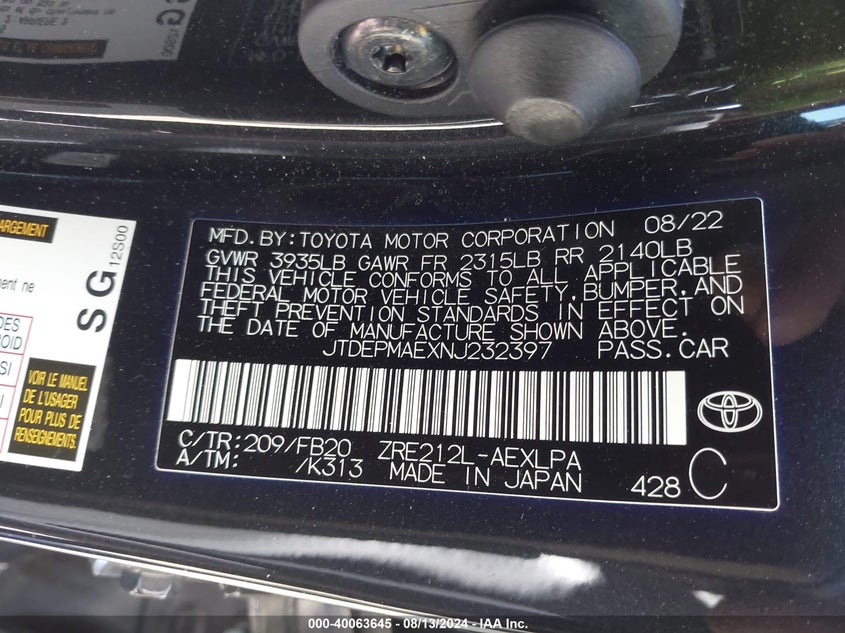 MFD.BY:TOYOTA MOTOR CORPORATION 08/22
GVWR 3935LB GAWR FR 2315LB RR 2140LB
THIS VEHICLE CONFORMS TO ALL APPLICABLE
FEDERAL MOTOR VEHICLE SAFETY,BUMPER,AND
THEFT PREVENTION STANDARDS IN EFFECT ON
THE DATE OF MANUFACTURE SHOWN ABOVE.
JTDEPMAEXNJ232397 PASS.CAR
C/TR:209/FB20 ZRE212L-AEXLPA
A/TM: /K313 MADE IN JAPAN 428 C
SG 12S00
VOIR LE MANUEL
DE L'USAGER
POUR PLUS DE
RENSEIGNEMENTS.
000-40063645 - 08/13/2024 - IAA Inc.